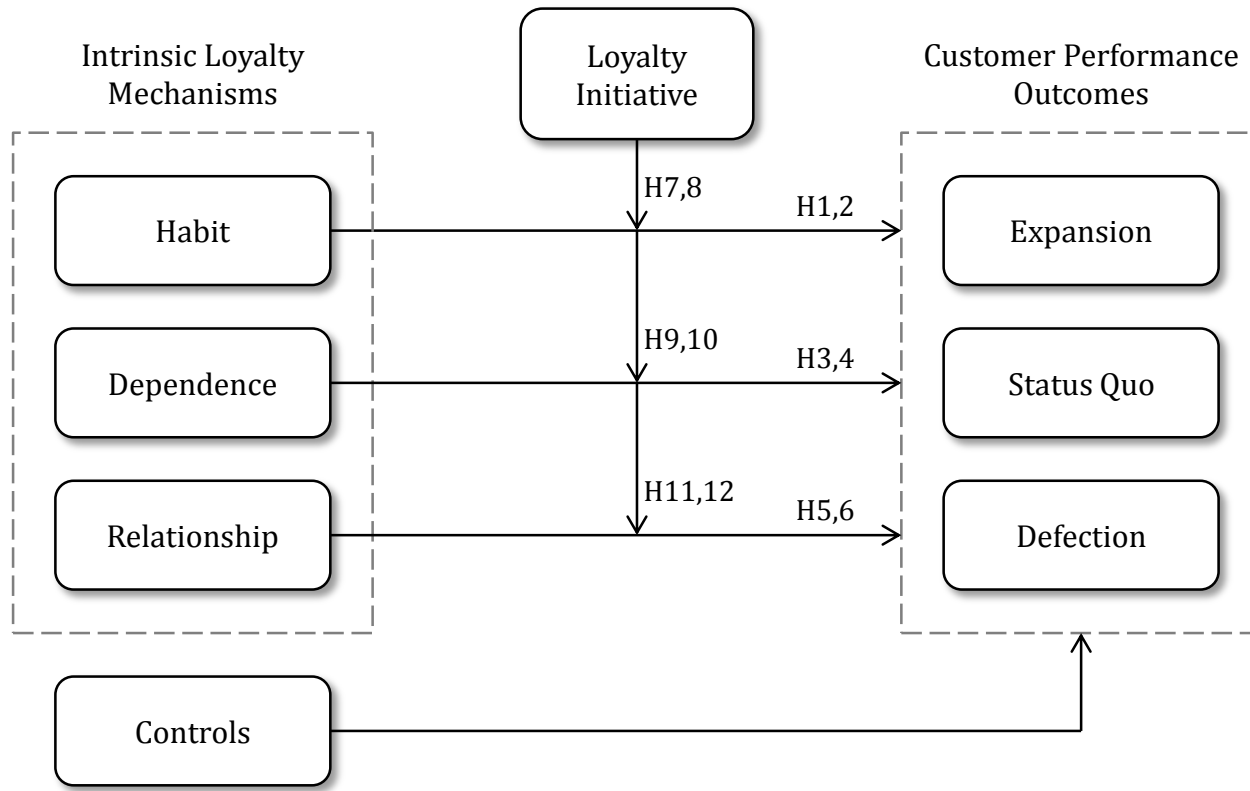 Intrinsic Loyalty
Mechanisms
Loyalty
Initiative
Customer Performance
Outcomes
H7,8
H1,2
Habit
Expansion
H9,10
H3,4
Dependence
Status Quo
H11,12
H5,6
Relationship
Defection
Controls